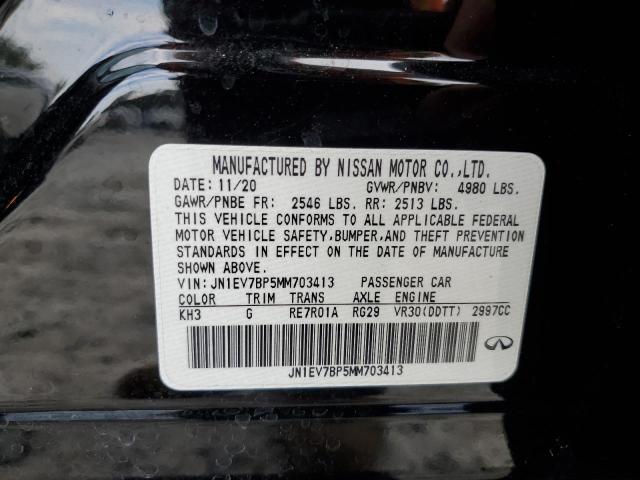 MANUFACTURED BY NISSAN MOTOR CO.,LTD.
DATE: 11/20 GVWR/PNBV: 4980 LBS.
GAWR/PNBE FR: 2546 LBS. RR: 2513 LBS.
THIS VEHICLE CONFORMS TO ALL APPLICABLE FEDERAL
MOTOR VEHICLE SAFETY,BUMPER,AND THEFT PREVENTION
STANDARDS IN EFFECT ON THE DATE OF MANUFACTURE
SHOWN ABOVE.
VIN: JN1EV7BP5MM703413 PASSENGER CAR
COLOR TRIM TRANS AXLE ENGINE
KH3 G RE7R01A RG29 VR30(DDTT) 2997CC
JN1EV7BP5MM703413